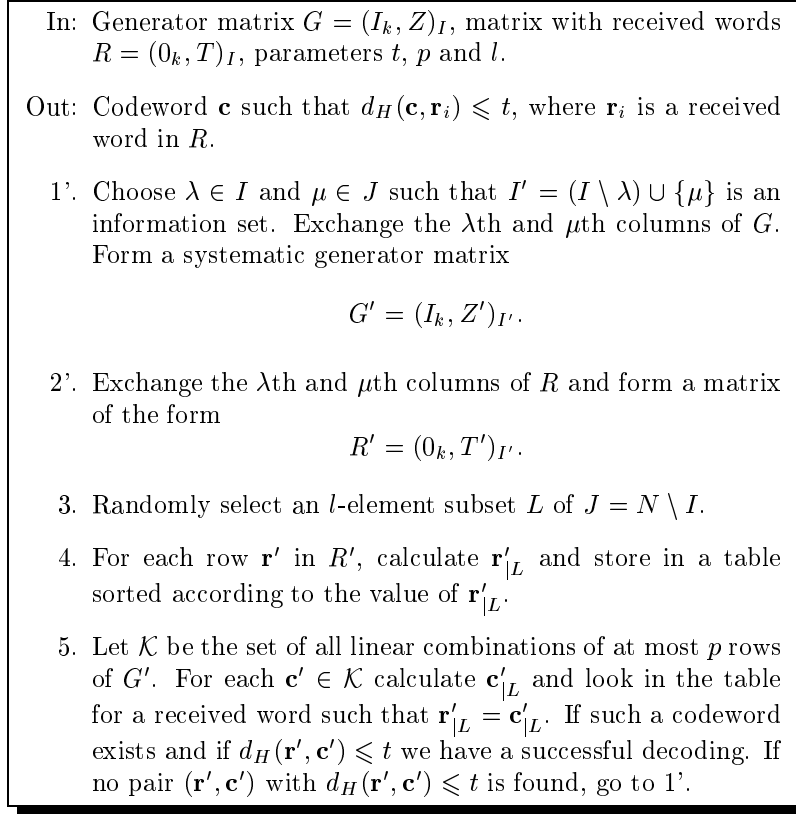 In: Generator matrix G = (I_k, Z)_I, matrix with received words
R = (0_k, T)_I, parameters t, p and l.
Out: Codeword c such that d_H(c, r_i) ⩽ t, where r_i is a received
word in R.
1'. Choose λ ∈ I and μ ∈ J such that I' = (I \ λ) ∪ {μ} is an
information set. Exchange the λth and μth columns of G.
Form a systematic generator matrix
G' = (I_k, Z')_{I'}.
2'. Exchange the λth and μth columns of R and form a matrix
of the form
R' = (0_k, T')_{I'}.
3. Randomly select an l-element subset L of J = N \ I.
4. For each row r' in R', calculate r'_{|L} and store in a table
sorted according to the value of r'_{|L}.
5. Let 𝒦 be the set of all linear combinations of at most p rows
of G'. For each c' ∈ 𝒦 calculate c'_{|L} and look in the table
for a received word such that r'_{|L} = c'_{|L}. If such a codeword
exists and if d_H(r', c') ⩽ t we have a successful decoding. If
no pair (r', c') with d_H(r', c') ⩽ t is found, go to 1'.